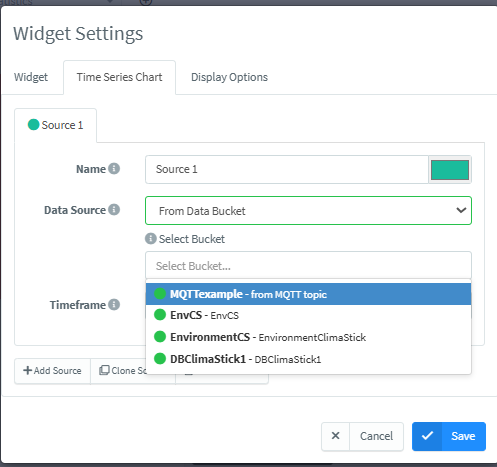 Widget Settings
Widget
Time Series Chart
Display Options
Source 1
Name
Source 1
Data Source
From Data Bucket
Select Bucket
Select Bucket...
Timeframe
MQTTexample - from MQTT topic
EnvCS - EnvCS
EnvironmentCS - EnvironmentClimaStick
DBClimaStick1 - DBClimaStick1
Add Source
Clone
Cancel
Save